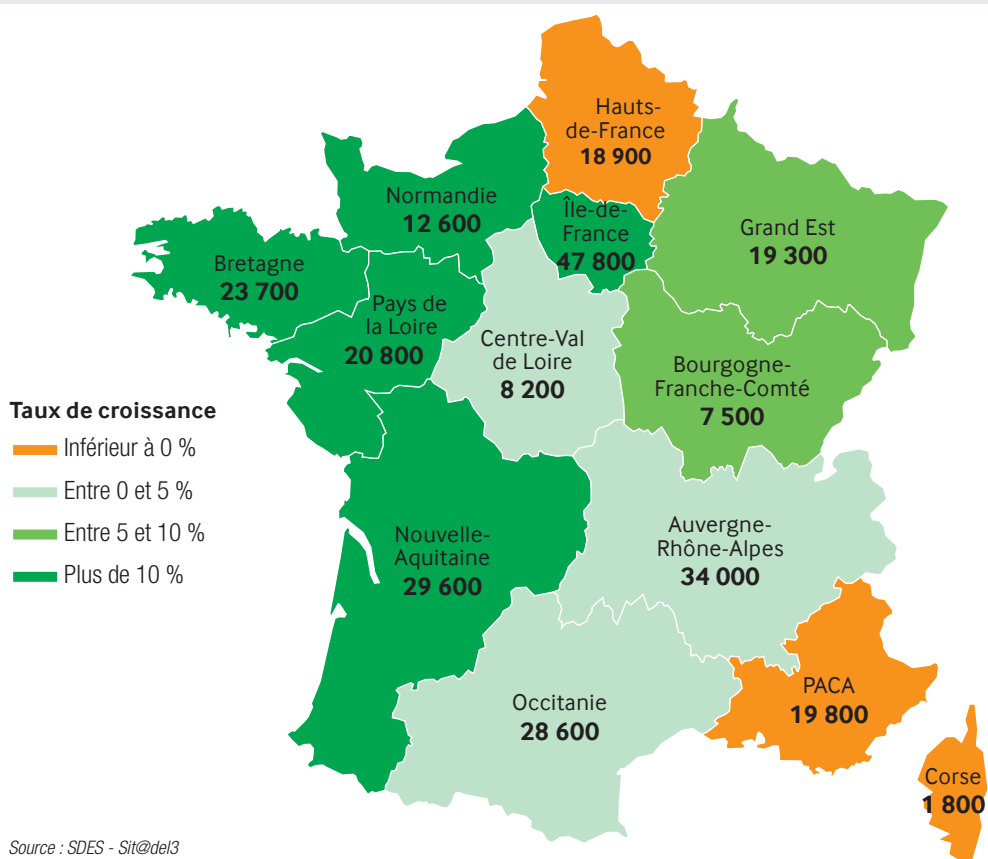 Hauts-
de-France
18 900
Normandie
12 600
Île-de-
France
47 800
Grand Est
19 300
Bretagne
23 700
Pays de
la Loire
20 800
Centre-Val
de Loire
8 200
Bourgogne-
Franche-Comté
7 500
Taux de croissance
Inférieur à 0 %
Entre 0 et 5 %
Entre 5 et 10 %
Plus de 10 %
Nouvelle-
Aquitaine
29 600
Auvergne-
Rhône-Alpes
34 000
Occitanie
28 600
PACA
19 800
Corse
1 800
Source : SDES - Sit@del3